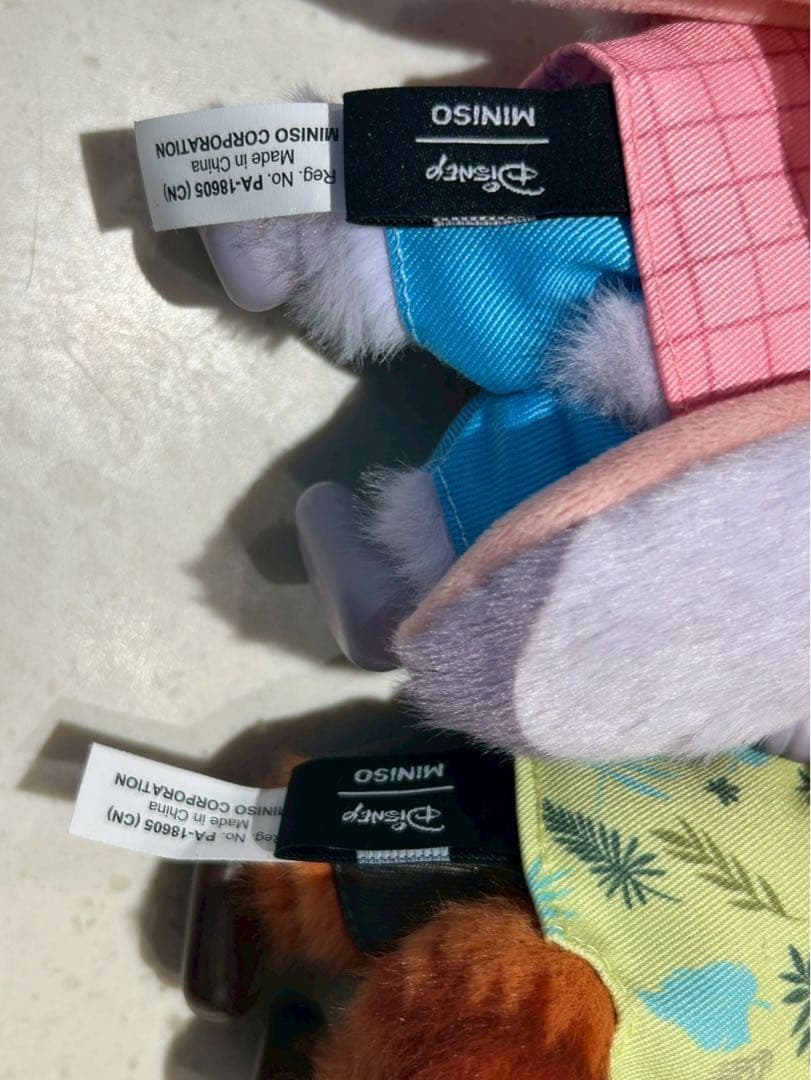 Reg. No. PA-18605 (CN)
Made in China
MINISO CORPORATION
Disney
MINISO
Reg. No. PA-18605 (CN)
Made in China
MINISO CORPORATION
Disney
MINISO